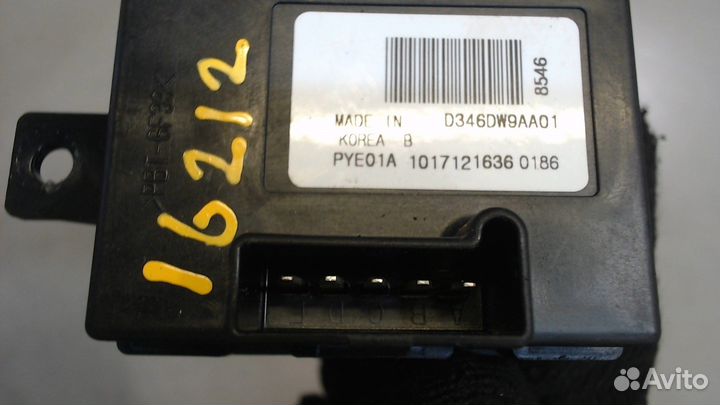 8546
MADE IN D346DW9AA01
KOREA B
PYE01A 1017121636 0186
16212
A B C D E
Avito